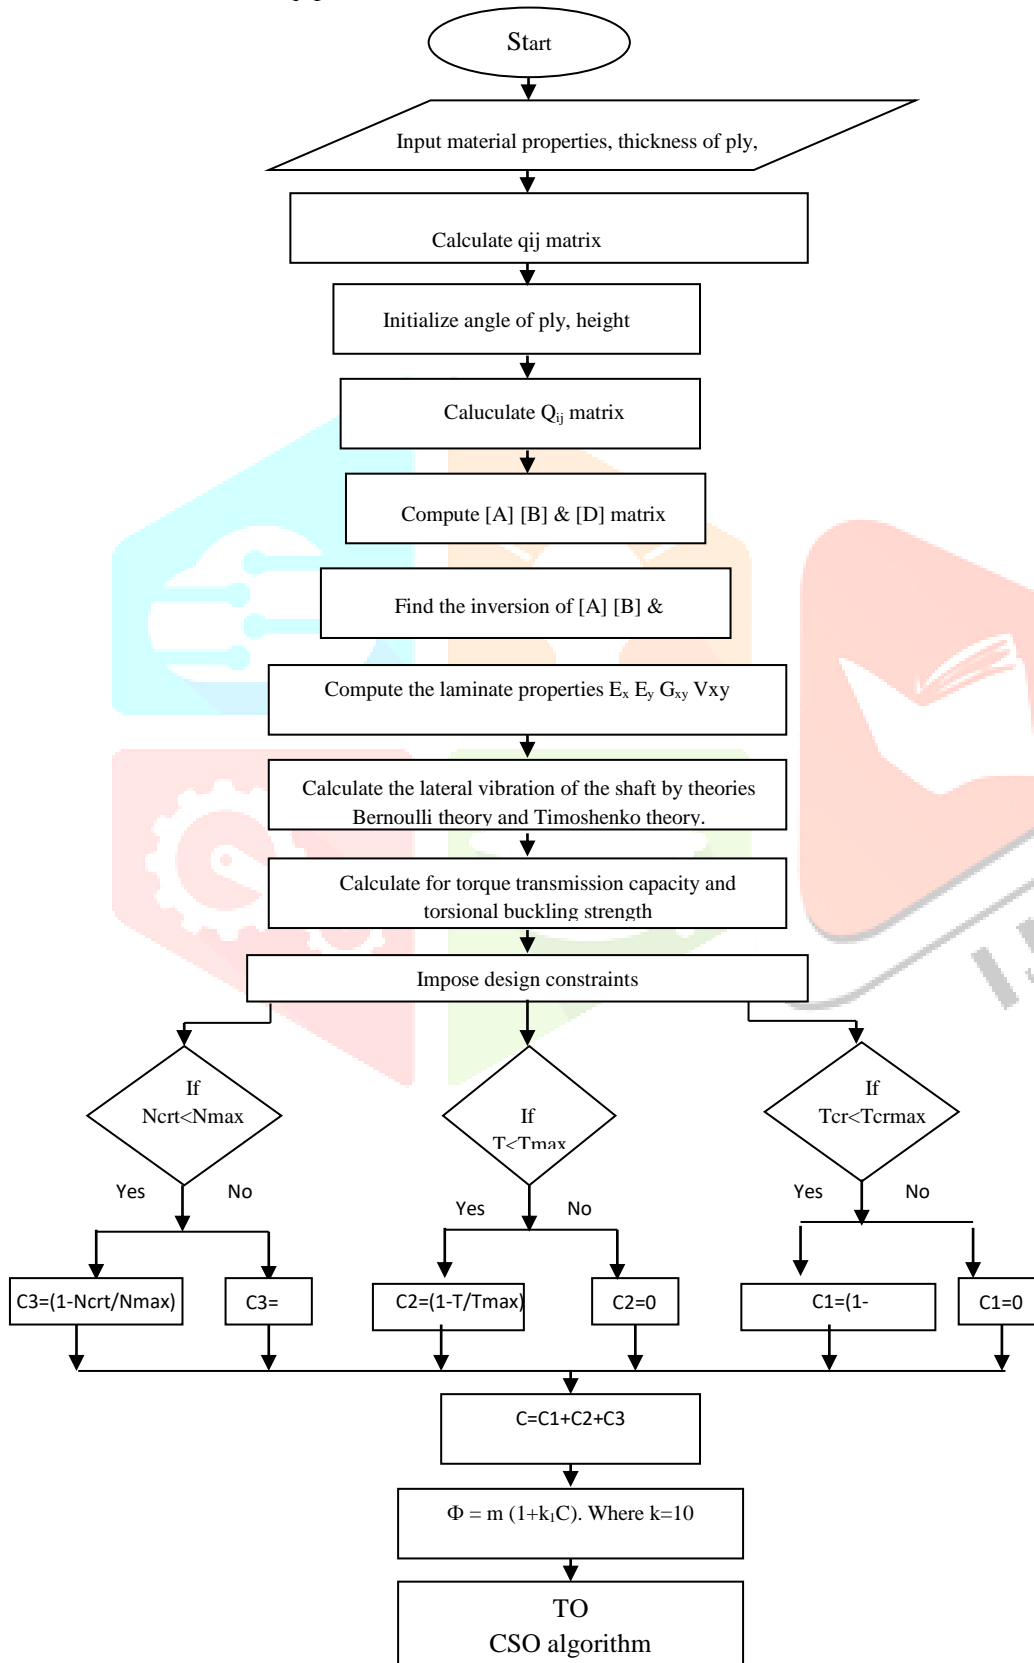 Start
Input material properties, thickness of ply,
Calculate qij matrix
Initialize angle of ply, height
Caluculate Qij matrix
Compute [A] [B] & [D] matrix
Find the inversion of [A] [B] &
Compute the laminate properties Ex Ey Gxy Vxy
Calculate the lateral vibration of the shaft by theories
Bernoulli theory and Timoshenko theory.
Calculate for torque transmission capacity and
torsional buckling strength
Impose design constraints
If
Ncrt<Nmax
If
T<Tmax
If
Tcr<Tcrmax
Yes
No
Yes
No
Yes
No
C3=(1-Ncrt/Nmax)
C3=
C2=(1-T/Tmax)
C2=0
C1=(1-
C1=0
C=C1+C2+C3
Φ = m (1+k₁C). Where k=10
TO
CSO algorithm